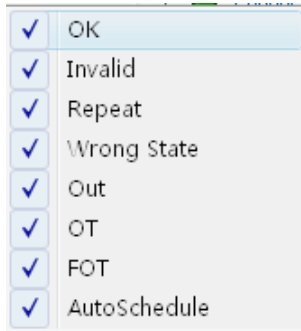 OK
Invalid
Repeat
Wrong State
Out
OT
FOT
AutoSchedule